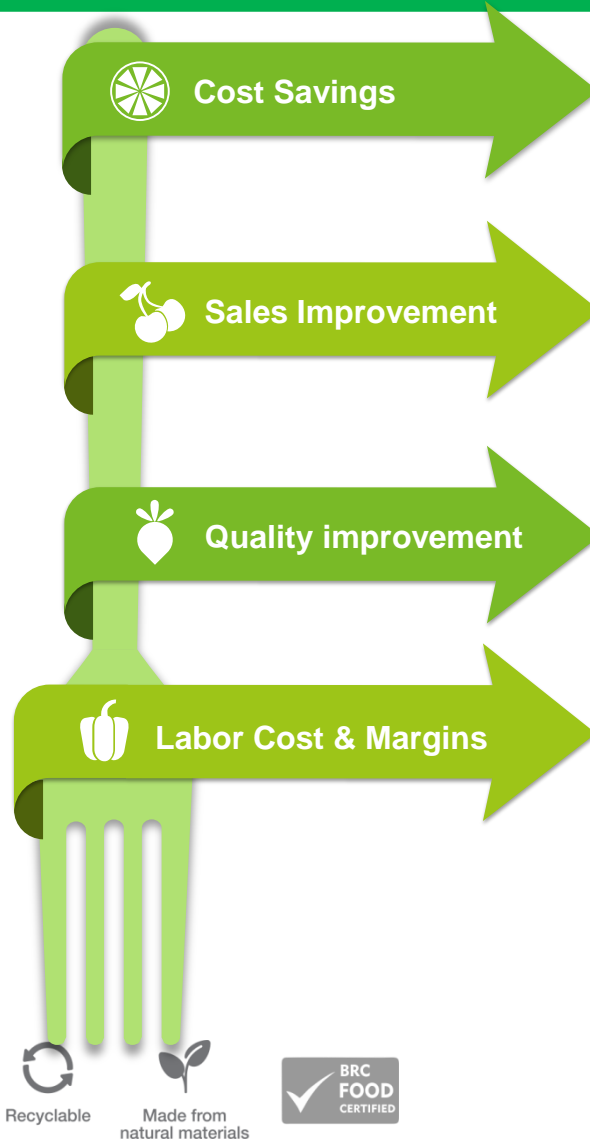 Cost Savings
Sales Improvement
Quality improvement
Labor Cost & Margins
Recyclable
Made from
natural materials
BRC
FOOD
CERTIFIED